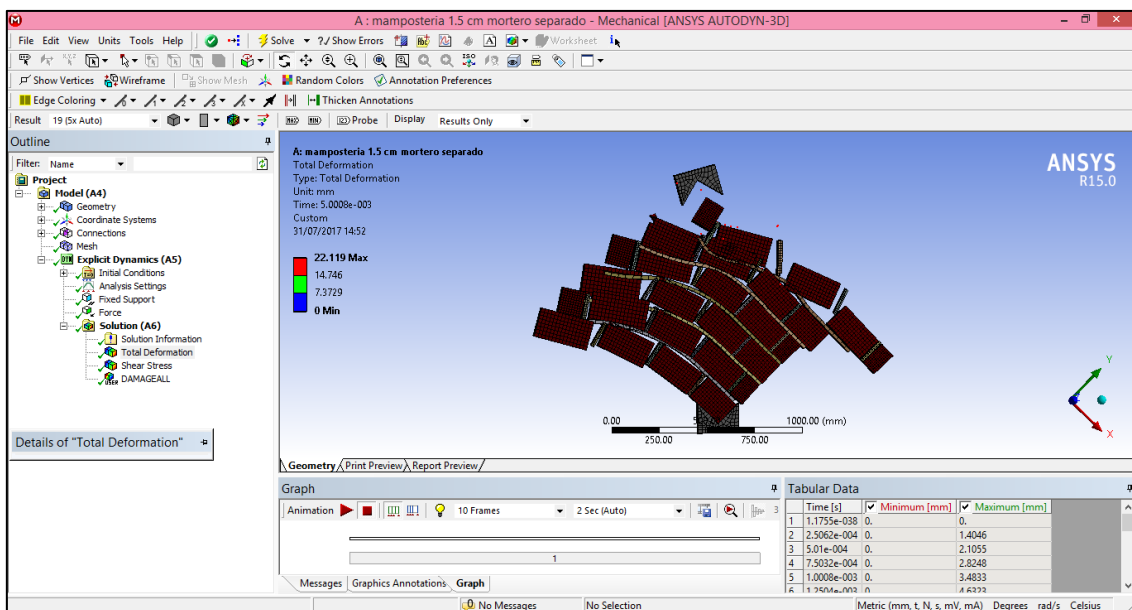 A : mamposteria 1.5 cm mortero separado - Mechanical [ANSYS AUTODYN-3D]
File Edit View Units Tools Help Solve ?/ Show Errors Worksheet
Show Vertices Wireframe Show Mesh Random Colors Annotation Preferences
Edge Coloring Thicken Annotations
Result 19 (5x Auto) Probe Display Results Only
Outline
Filter: Name
Project
Model (A4)
Geometry
Coordinate Systems
Connections
Mesh
Explicit Dynamics (A5)
Initial Conditions
Analysis Settings
Fixed Support
Force
Solution (A6)
Solution Information
Total Deformation
Shear Stress
DAMAGEALL
Details of "Total Deformation"
A: mamposteria 1.5 cm mortero separado
Total Deformation
Type: Total Deformation
Unit: mm
Time: 5.0008e-003
Custom
31/07/2017 14:52
22.119 Max
14.746
7.3729
0 Min
ANSYS
R15.0
0.00 1000.00 (mm)
250.00 750.00
Y
X
Geometry Print Preview Report Preview
Graph
Animation 10 Frames 2 Sec (Auto) 3
1
Messages Graphics Annotations Graph
Tabular Data
Time [s] Minimum [mm] Maximum [mm]
1 1.1755e-038 0. 0.
2 2.5062e-004 0. 1.4046
3 5.01e-004 0. 2.1055
4 7.5032e-004 0. 2.8248
5 1.0008e-003 0. 3.4833
6 1.2504e-003 0. 4.6323
No Messages No Selection Metric (mm, t, N, s, mV, mA) Degrees rad/s Celsius